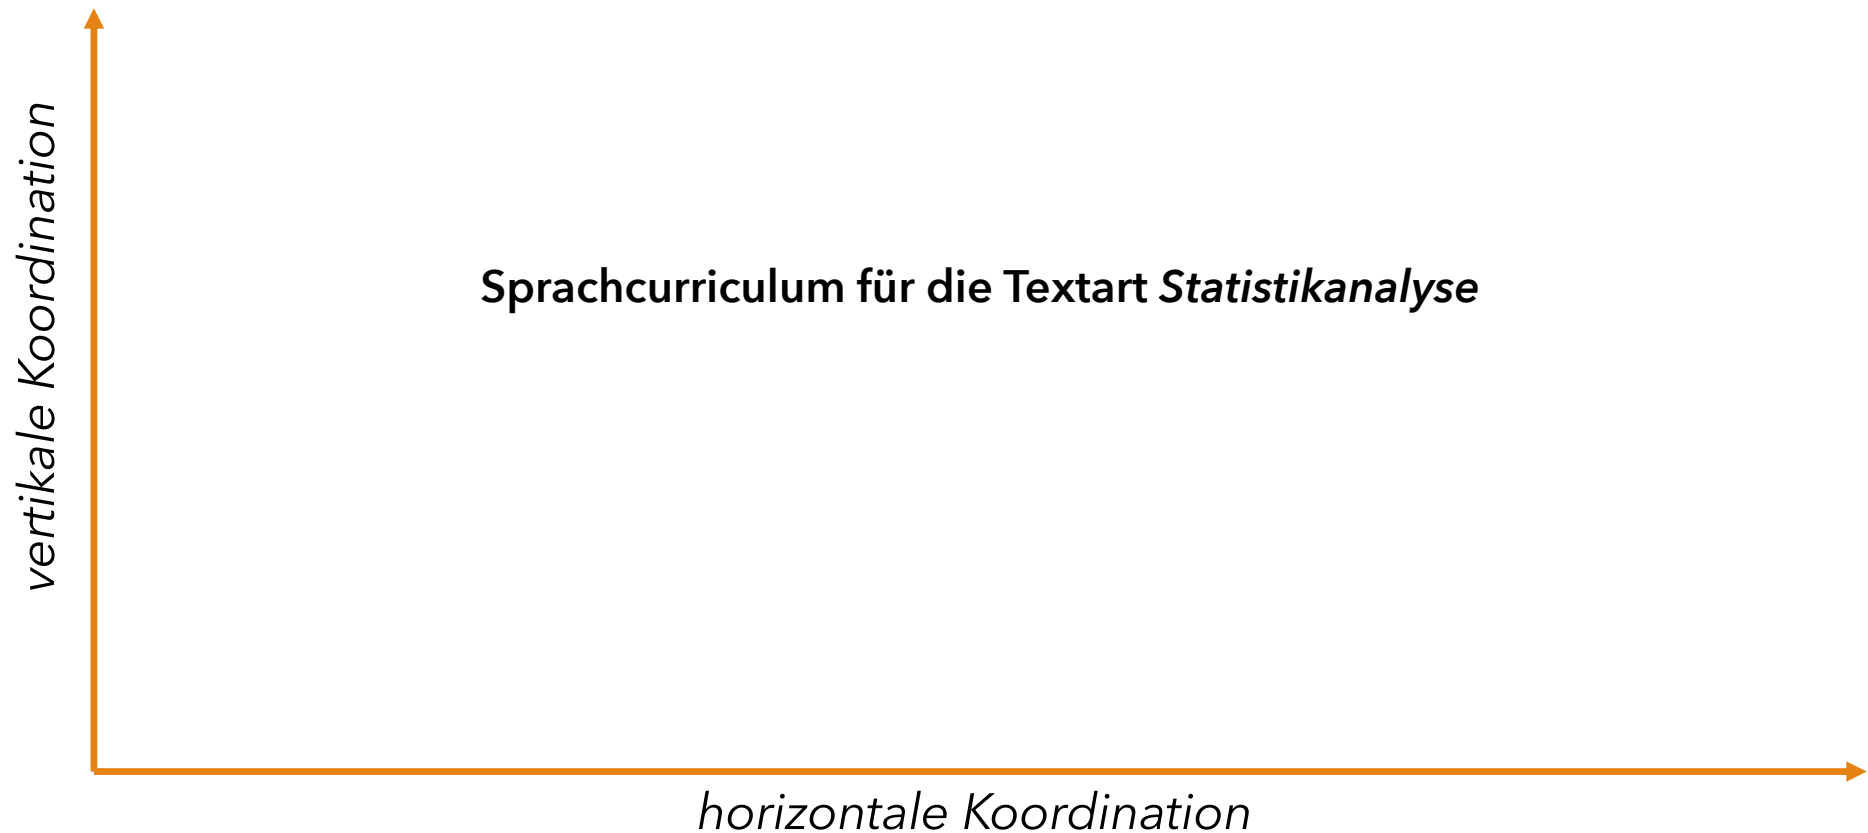 vertikale Koordination
Sprachcurriculum für die Textart Statistikanalyse
horizontale Koordination